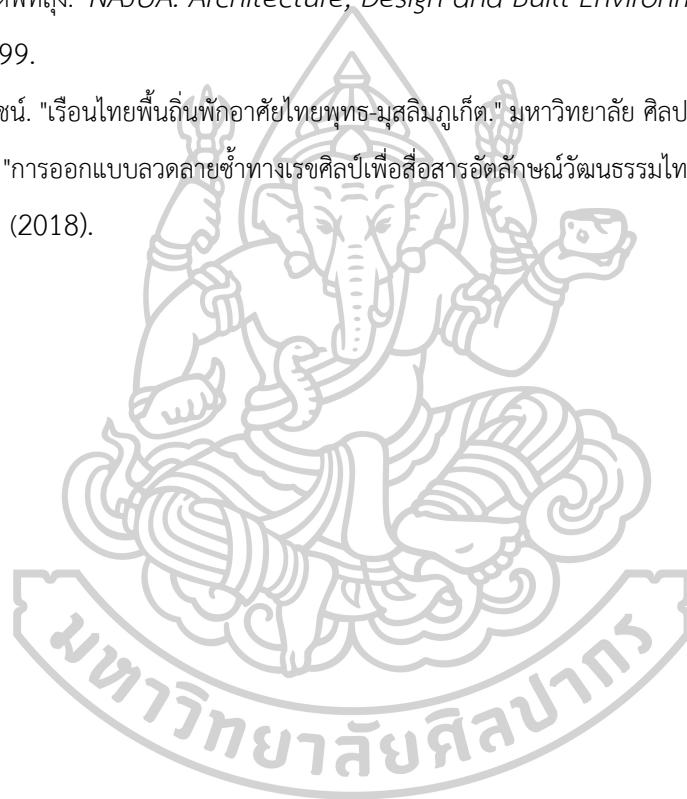 NAJUA: Architecture, Design and Built Environ
99.
ชน์. "เรือนไทยพื้นถิ่นพักอาศัยไทยพุทธ-มุสลิมภูเก็ต." มหาวิทยาลัย ศิลป
"การออกแบบลวดลายซ้ำทางเรขศิลป์เพื่อสื่อสารอัตลักษณ์วัฒนธรรมไท
(2018).
มหาวิทยาลัยศิลปากร